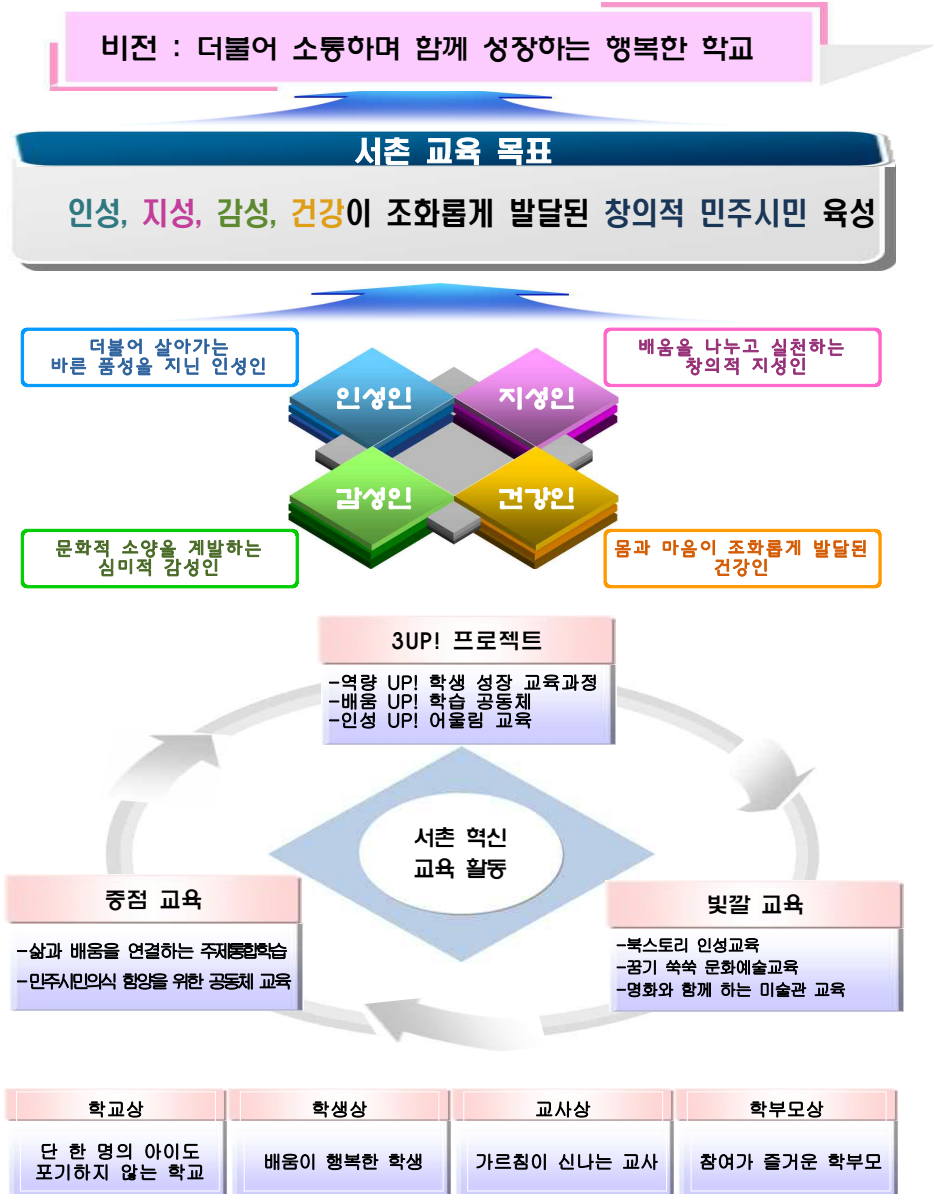 비전 : 더불어 소통하며 함께 성장하는 행복한 학교
서촌 교육 목표
인성, 지성, 감성, 건강이 조화롭게 발달된 창의적 민주시민 육성
더불어 살아가는
바른 품성을 지닌 인성인
배움을 나누고 실천하는
창의적 지성인
인성인
지성인
감성인
건강인
문화적 소양을 계발하는
심미적 감성인
몸과 마음이 조화롭게 발달된
건강인
3UP! 프로젝트
-역량 UP! 학생 성장 교육과정
-배움 UP! 학습 공동체
-인성 UP! 어울림 교육
서촌 혁신
교육 활동
중점 교육
-삶과 배움을 연결하는 주제통합학습
-민주시민의식 함양을 위한 공동체 교육
빛깔 교육
-북스토리 인성교육
-꿈기 쑥쑥 문화예술교육
-명화와 함께 하는 미술관 교육
학교상
단 한 명의 아이도
포기하지 않는 학교
학생상
배움이 행복한 학생
교사상
가르침이 신나는 교사
학부모상
참여가 즐거운 학부모